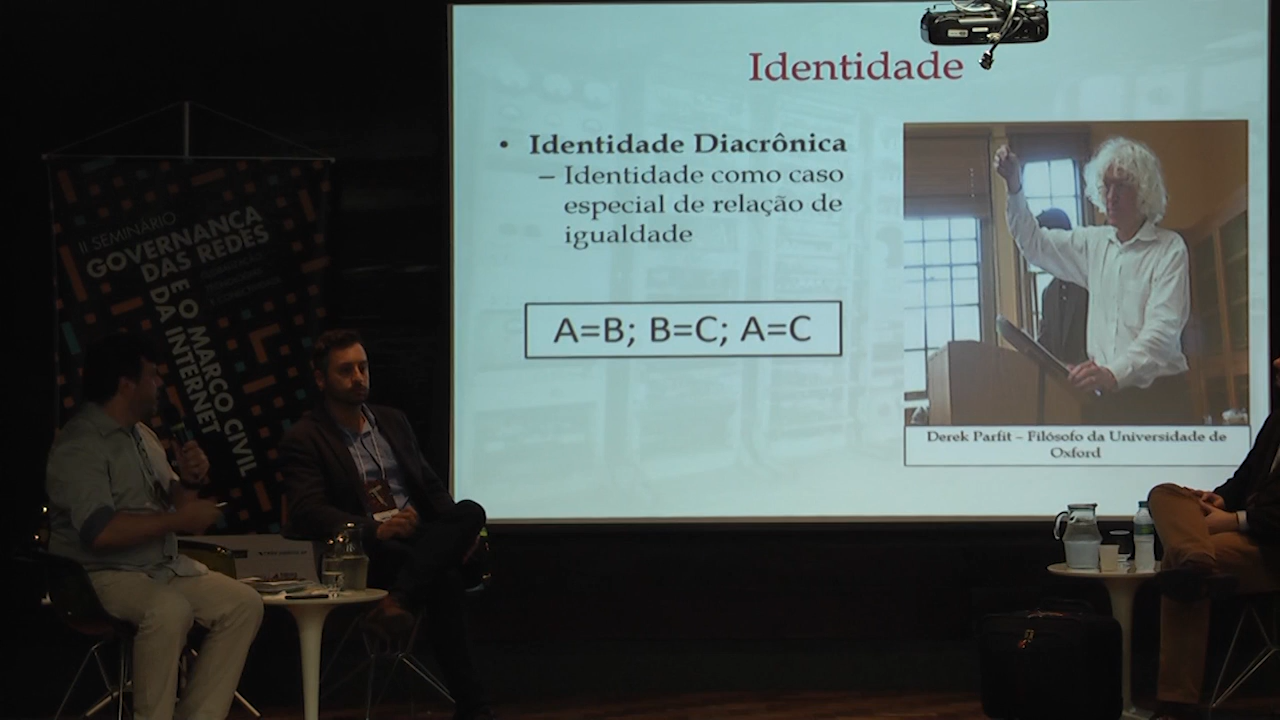 Identidade
• Identidade Diacrônica
– Identidade como caso
especial de relação de
igualdade
A=B; B=C; A=C
Derek Parfit – Filósofo da Universidade de
Oxford
II SEMINÁRIO
GOVERNANÇA
DAS REDES
E O MARCO CIVIL
DA INTERNET